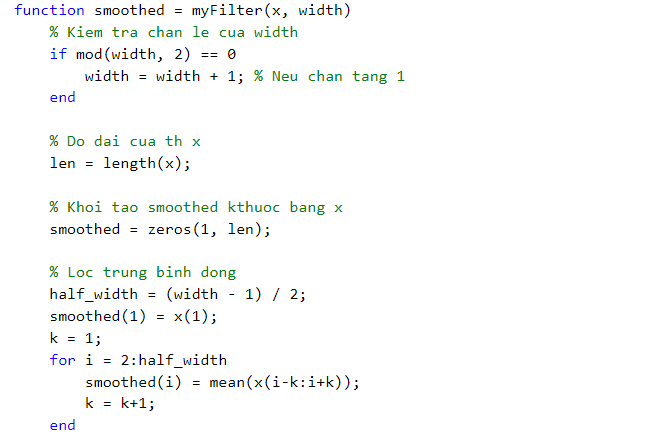 function smoothed = myFilter(x, width)
    % Kiem tra chan le cua width
    if mod(width, 2) == 0
        width = width + 1; % Neu chan tang 1
    end

    % Do dai cua th x
    len = length(x);

    % Khoi tao smoothed kthuoc bang x
    smoothed = zeros(1, len);

    % Loc trung binh dong
    half_width = (width - 1) / 2;
    smoothed(1) = x(1);
    k = 1;
    for i = 2:half_width
        smoothed(i) = mean(x(i-k:i+k));
        k = k+1;
    end